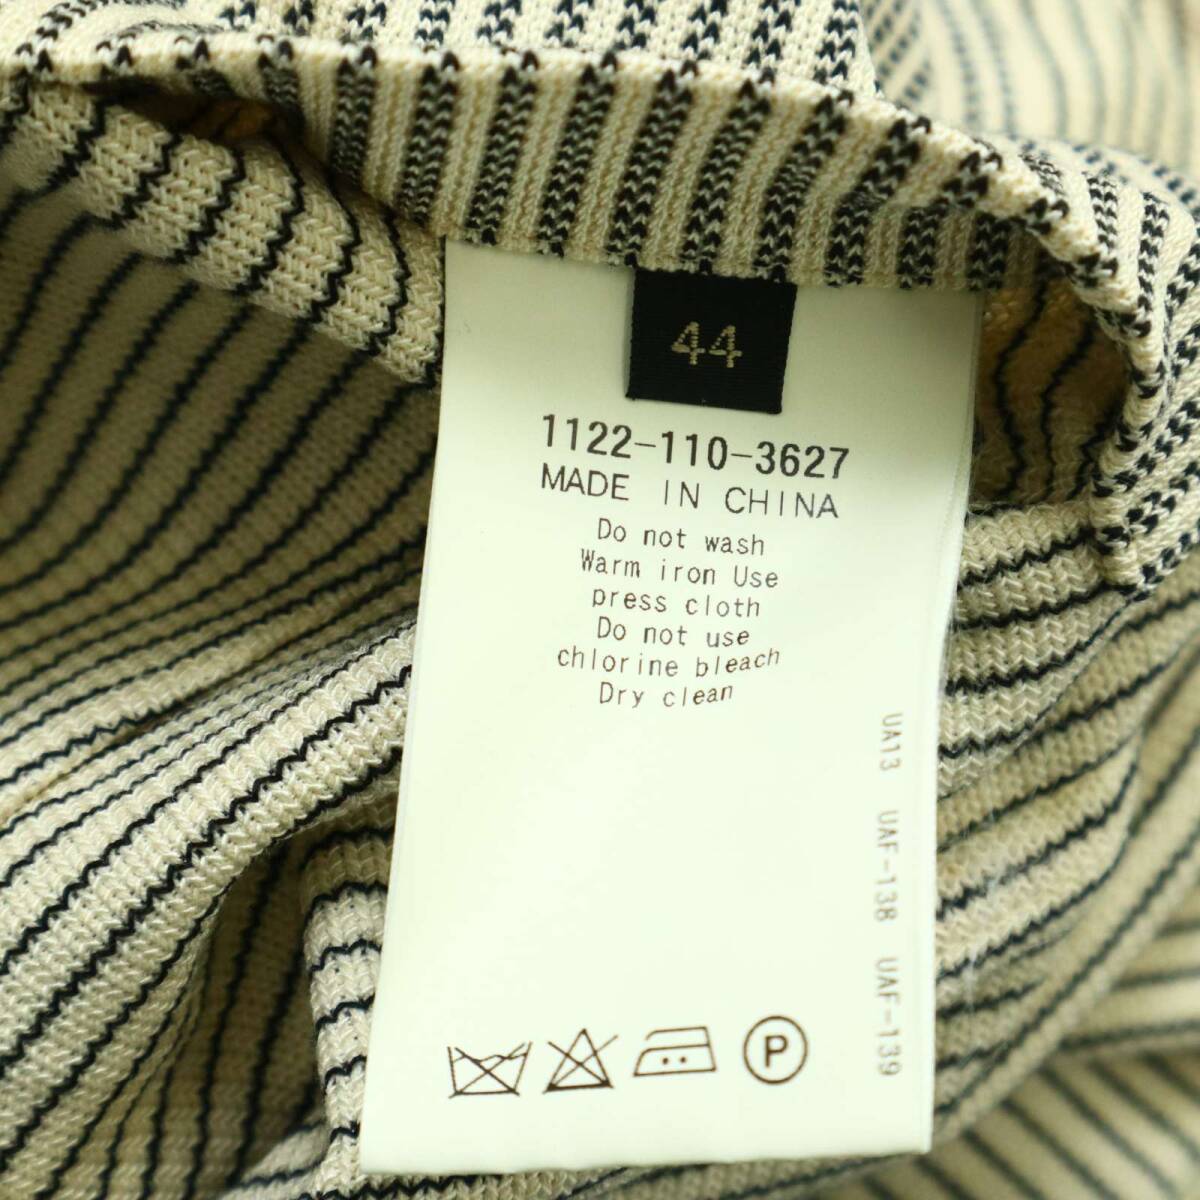 44
1122-110-3627
MADE IN CHINA
Do not wash
Warm iron Use
press cloth
Do not use
chlorine bleach
Dry clean
UA13 UAF-138 UAF-139
P